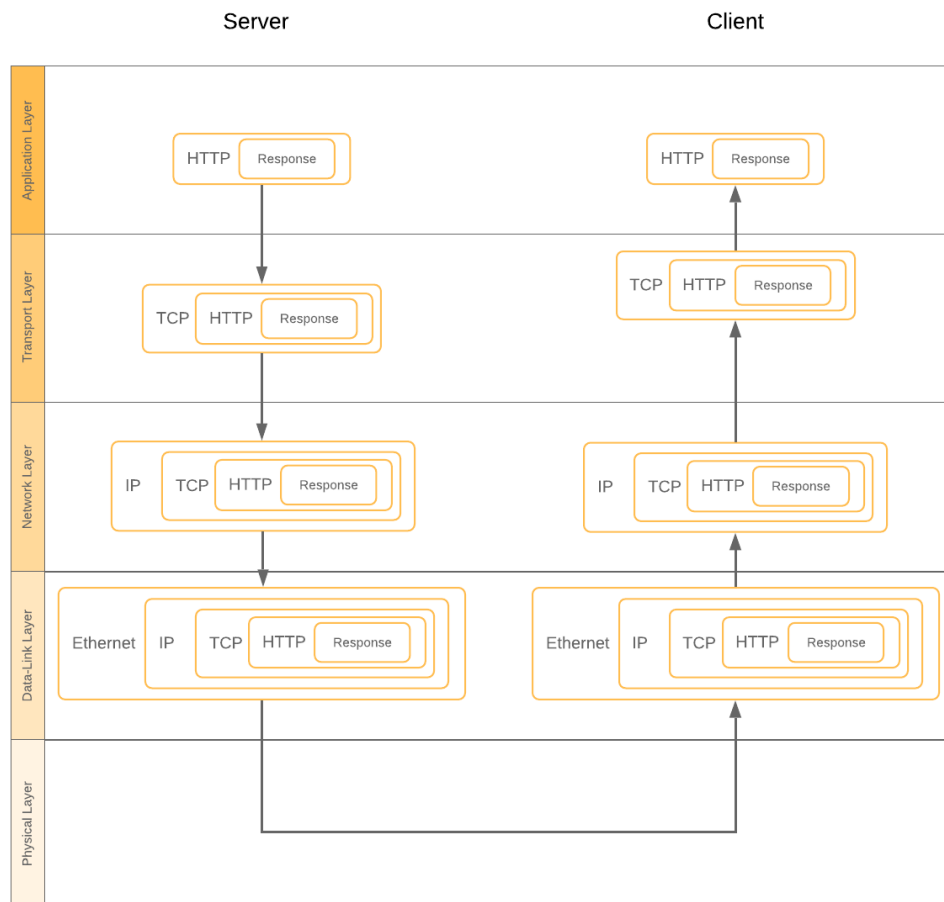 Server
Client
Application Layer
HTTP
Response
HTTP
Response
Transport Layer
TCP
HTTP
Response
TCP
HTTP
Response
Network Layer
IP
TCP
HTTP
Response
IP
TCP
HTTP
Response
Data-Link Layer
Ethernet
IP
TCP
HTTP
Response
Ethernet
IP
TCP
HTTP
Response
Physical Layer